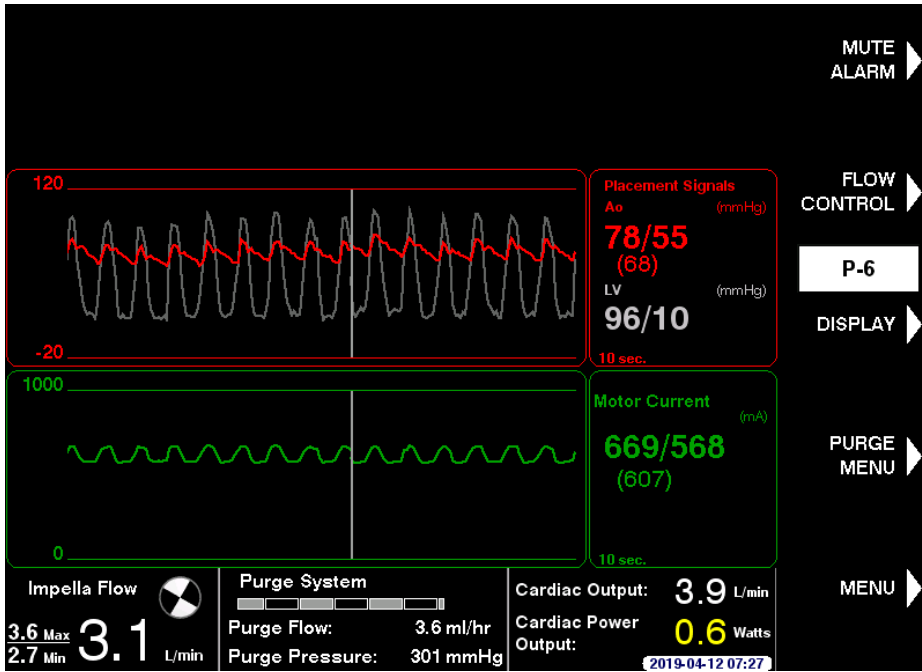 MUTE
ALARM
FLOW
CONTROL
P-6
DISPLAY
PURGE
MENU
MENU
120
-20
Placement Signals
Ao (mmHg)
78/55
(68)
LV (mmHg)
96/10
10 sec.
1000
0
Motor Current
(mA)
669/568
(607)
10 sec.
Impella Flow
3.6 Max
2.7 Min
3.1 L/min
Purge System
Purge Flow: 3.6 ml/hr
Purge Pressure: 301 mmHg
Cardiac Output: 3.9 L/min
Cardiac Power
Output: 0.6 Watts
2019-04-12 07:27